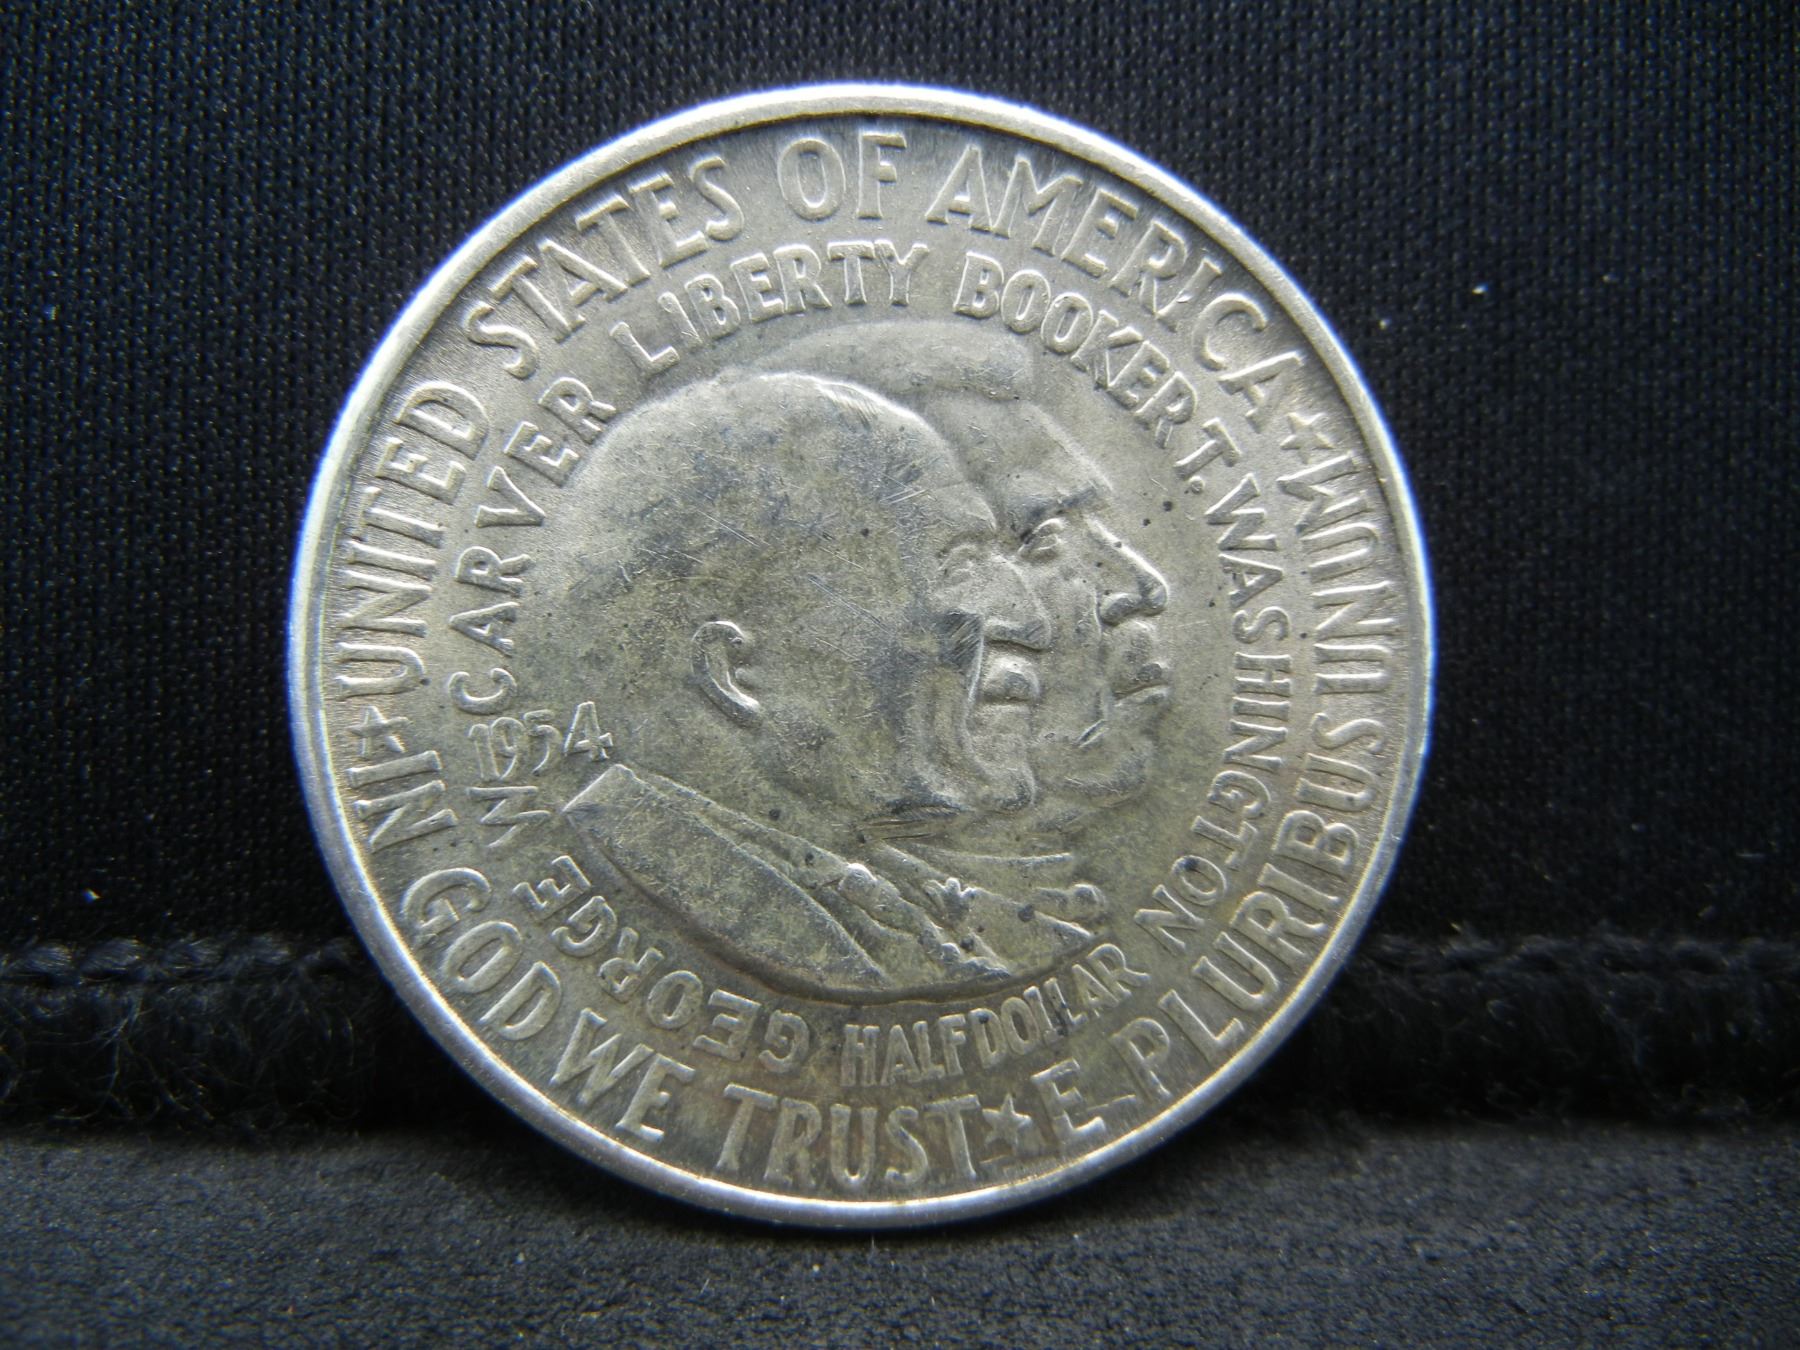 ★ UNITED STATES OF AMERICA ★
IN GOD WE TRUST ★ E PLURIBUS UNUM
GEORGE W CARVER LIBERTY BOOKER T. WASHINGTON
HALF DOLLAR
1954